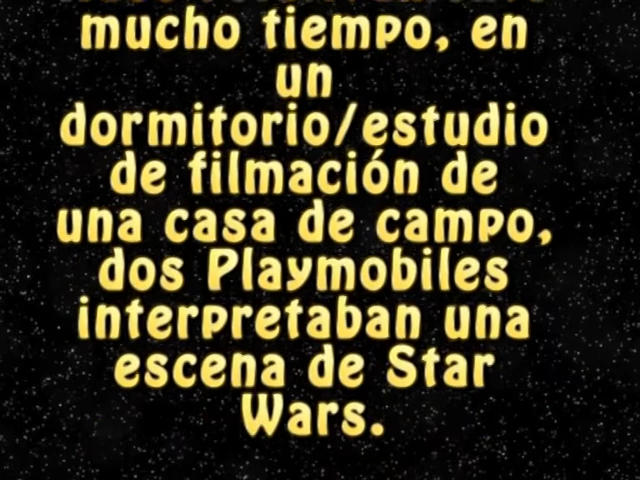 mucho tiempo, en
un
dormitorio/estudio
de filmación de
una casa de campo,
dos Playmobiles
interpretaban una
escena de Star
Wars.